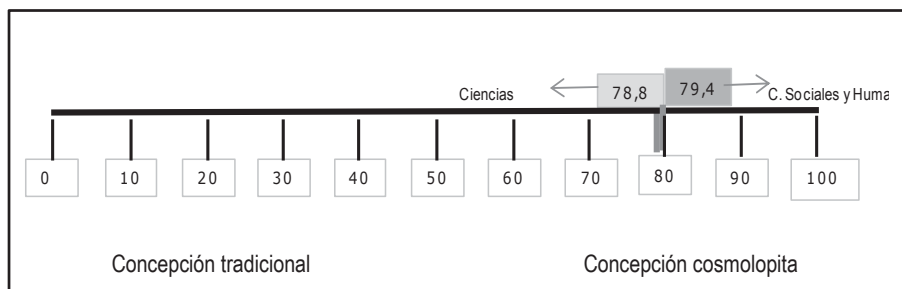 Ciencias 78,8 79,4 C. Sociales y Huma
0 10 20 30 40 50 60 70 80 90 100
Concepción tradicional Concepción cosmolopita